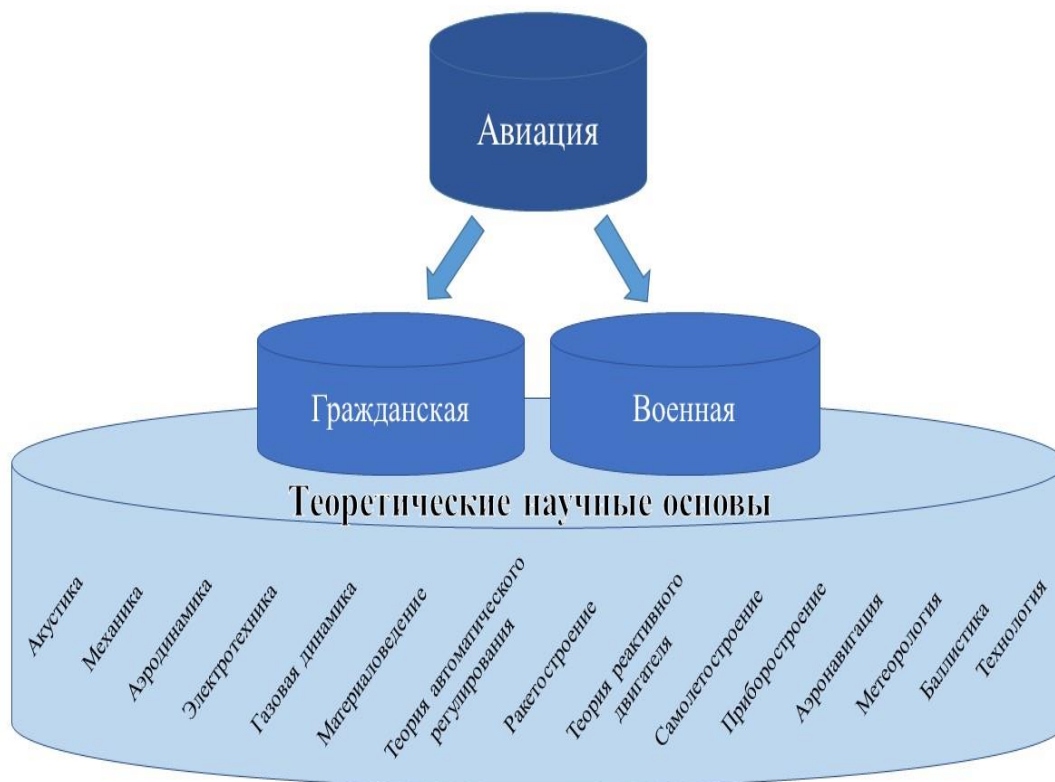 Авиация
Гражданская
Военная
Теоретические научные основы
Акустика
Механика
Аэродинамика
Электротехника
Газовая динамика
Материаловедение
Теория автоматического
регулирования
Ракетостроение
Теория реактивного
двигателя
Самолетостроение
Приборостроение
Аэронавигация
Метеорология
Баллистика
Технология